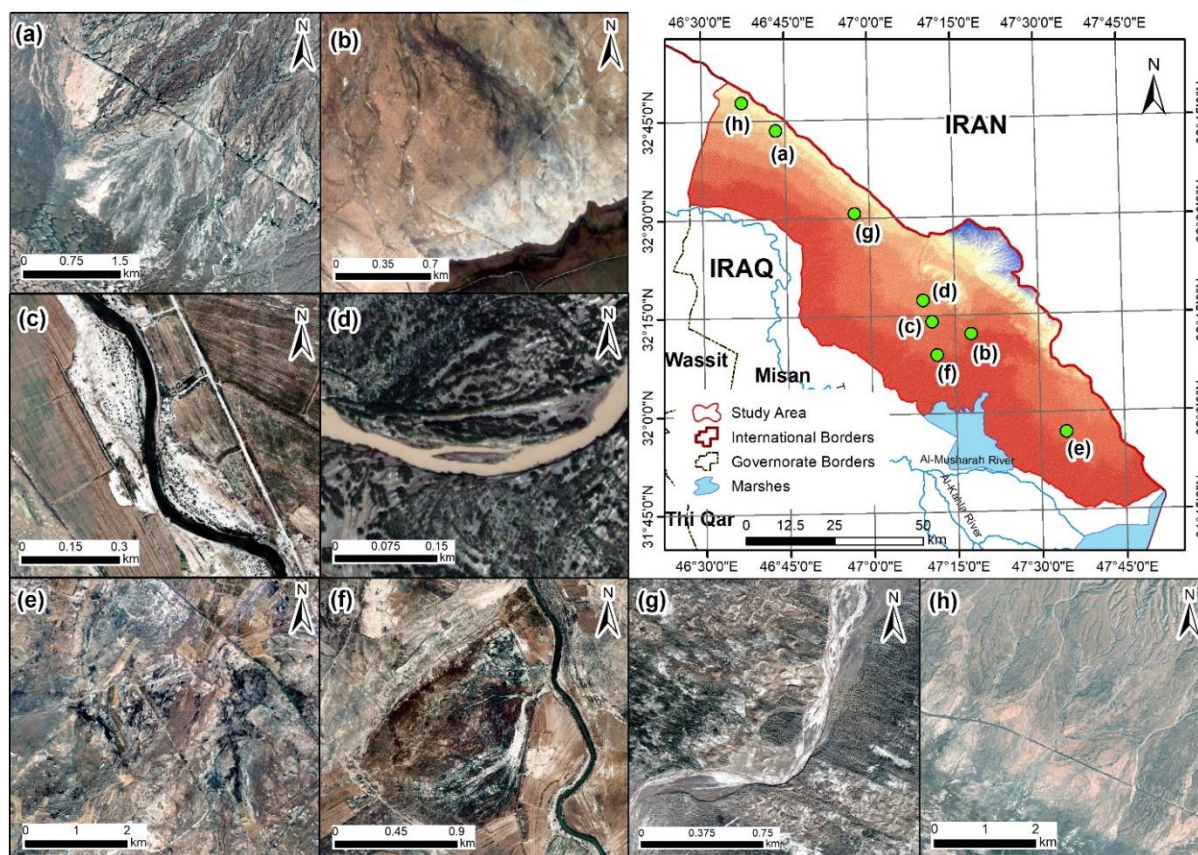 (a)
N
0 0.75 1.5
km
(b)
N
0 0.35 0.7
km
46°30'0"E 46°45'0"E 47°0'0"E 47°15'0"E 47°30'0"E 47°45'0"E
N
32°45'0"N
32°30'0"N
32°15'0"N
32°0'0"N
31°45'0"N
IRAN
(h)
(a)
(g)
IRAQ
(d)
(c)
(b)
(f)
(e)
Wassit
Misan
Thi Qar
Study Area
International Borders
Governorate Borders
Marshes
Al-Musharah River
Al-Kahla River
0 12.5 25 50
km
46°30'0"E 46°45'0"E 47°0'0"E 47°15'0"E 47°30'0"E 47°45'0"E
(c)
N
0 0.15 0.3
km
(d)
N
0 0.075 0.15
km
(e)
N
0 1 2
km
(f)
N
0 0.45 0.9
km
(g)
N
0 0.375 0.75
km
(h)
N
0 1 2
km